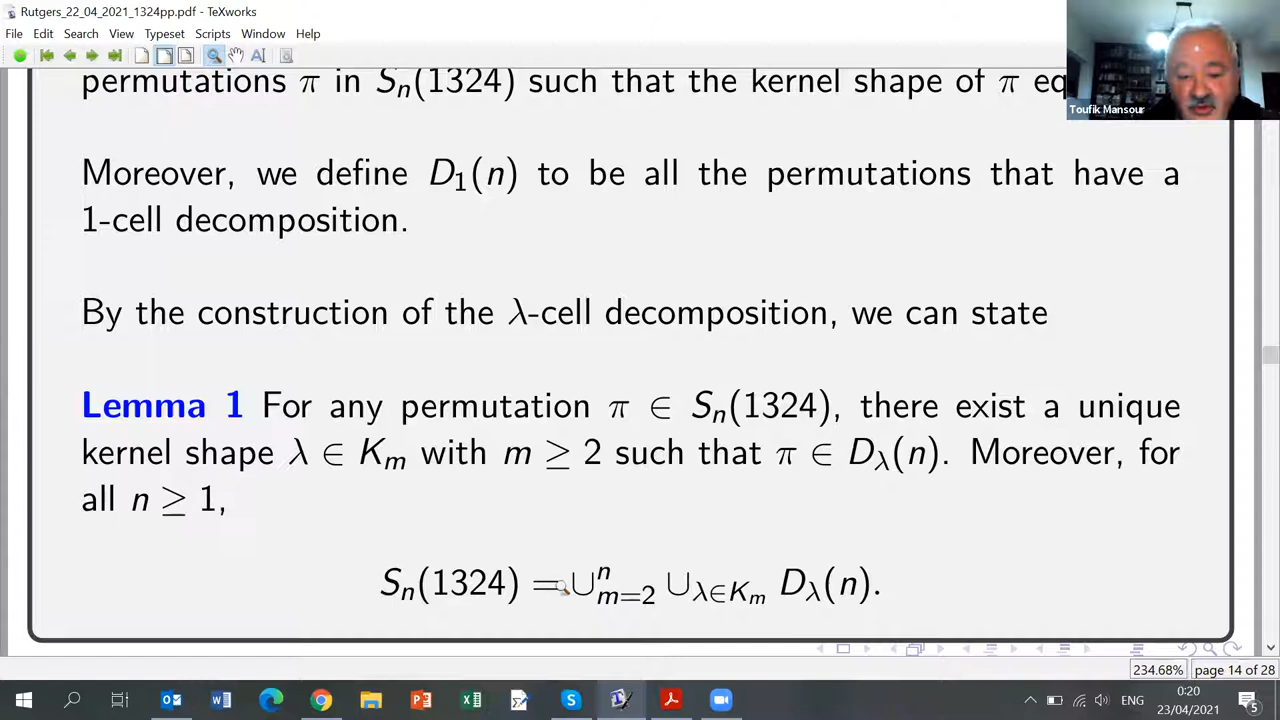 Rutgers_22_04_2021_1324pp.pdf - TeXworks
File Edit Search View Typeset Scripts Window Help
permutations π in Sₙ(1324) such that the kernel shape of π eq
Toufik Mansour
Moreover, we define D₁(n) to be all the permutations that have a
1-cell decomposition.
By the construction of the λ-cell decomposition, we can state
Lemma 1 For any permutation π ∈ Sₙ(1324), there exist a unique
kernel shape λ ∈ Kₘ with m ≥ 2 such that π ∈ D_λ(n). Moreover, for
all n ≥ 1,
Sₙ(1324) = ∪ⁿₘ₌₂ ∪_{λ∈Kₘ} D_λ(n).
234.68% page 14 of 28
ENG 0:20
23/04/2021 5